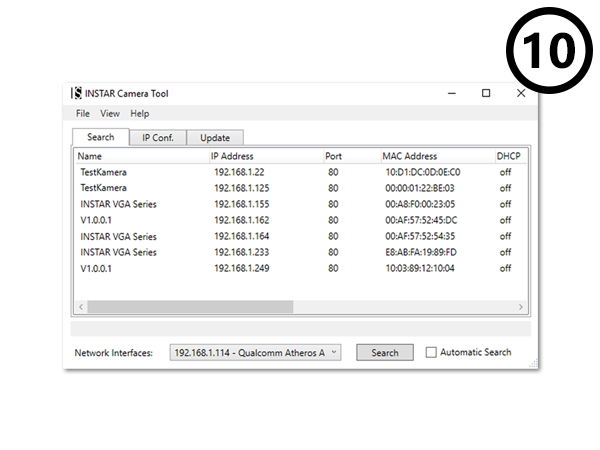 10
INSTAR Camera Tool
File View Help
Search IP Conf. Update
Name IP Address Port MAC Address DHCP
TestKamera 192.168.1.22 80 10:D1:DC:0D:0E:C0 off
TestKamera 192.168.1.125 80 00:00:01:22:BE:03 off
INSTAR VGA Series 192.168.1.155 80 00:A8:F0:00:23:05 off
V1.0.0.1 192.168.1.162 80 00:AF:57:52:45:DC off
INSTAR VGA Series 192.168.1.164 80 00:AF:57:52:54:35 off
INSTAR VGA Series 192.168.1.233 80 E8:AB:FA:19:89:FD off
V1.0.0.1 192.168.1.249 80 10:03:89:12:10:04 off
Network Interfaces: 192.168.1.114 - Qualcomm Atheros A Search Automatic Search